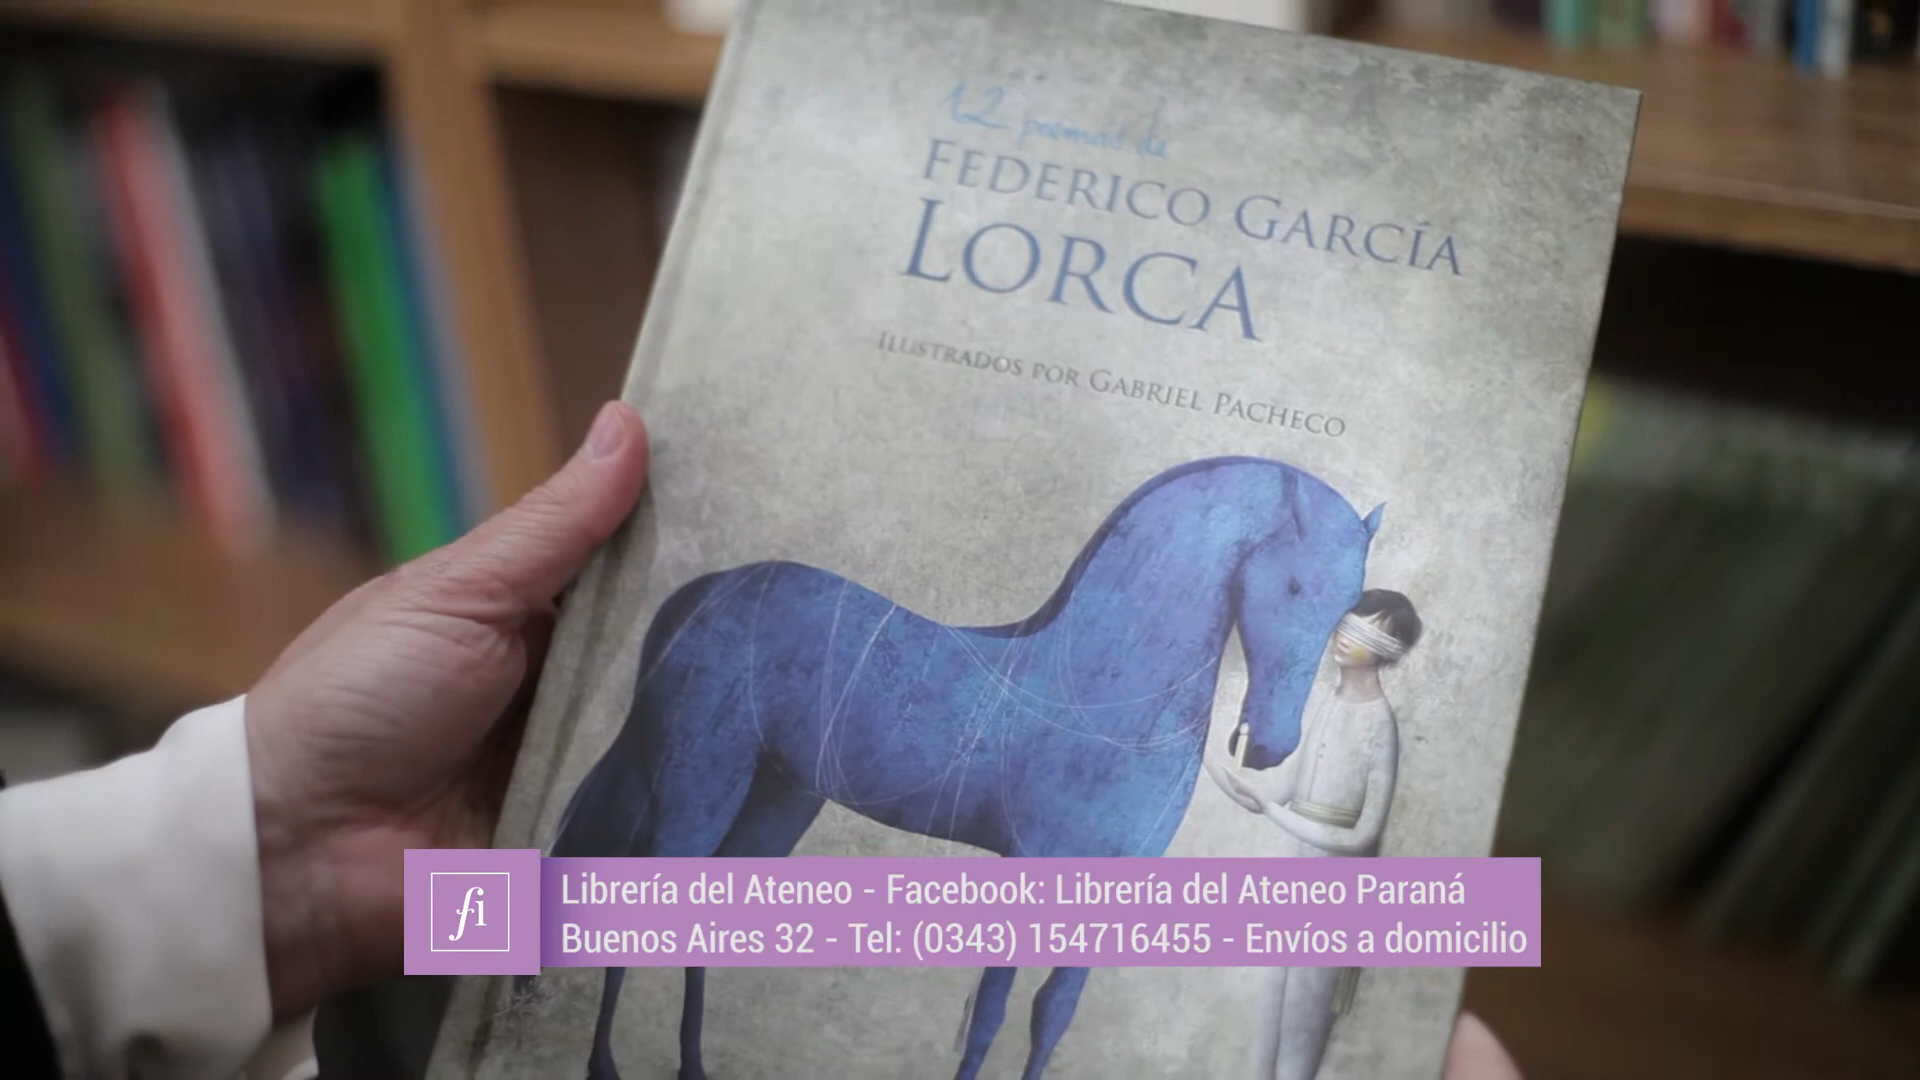 12 poemas de
FEDERICO GARCÍA
LORCA
ILUSTRADOS POR GABRIEL PACHECO
fi
Librería del Ateneo - Facebook: Librería del Ateneo Paraná
Buenos Aires 32 - Tel: (0343) 154716455 - Envíos a domicilio